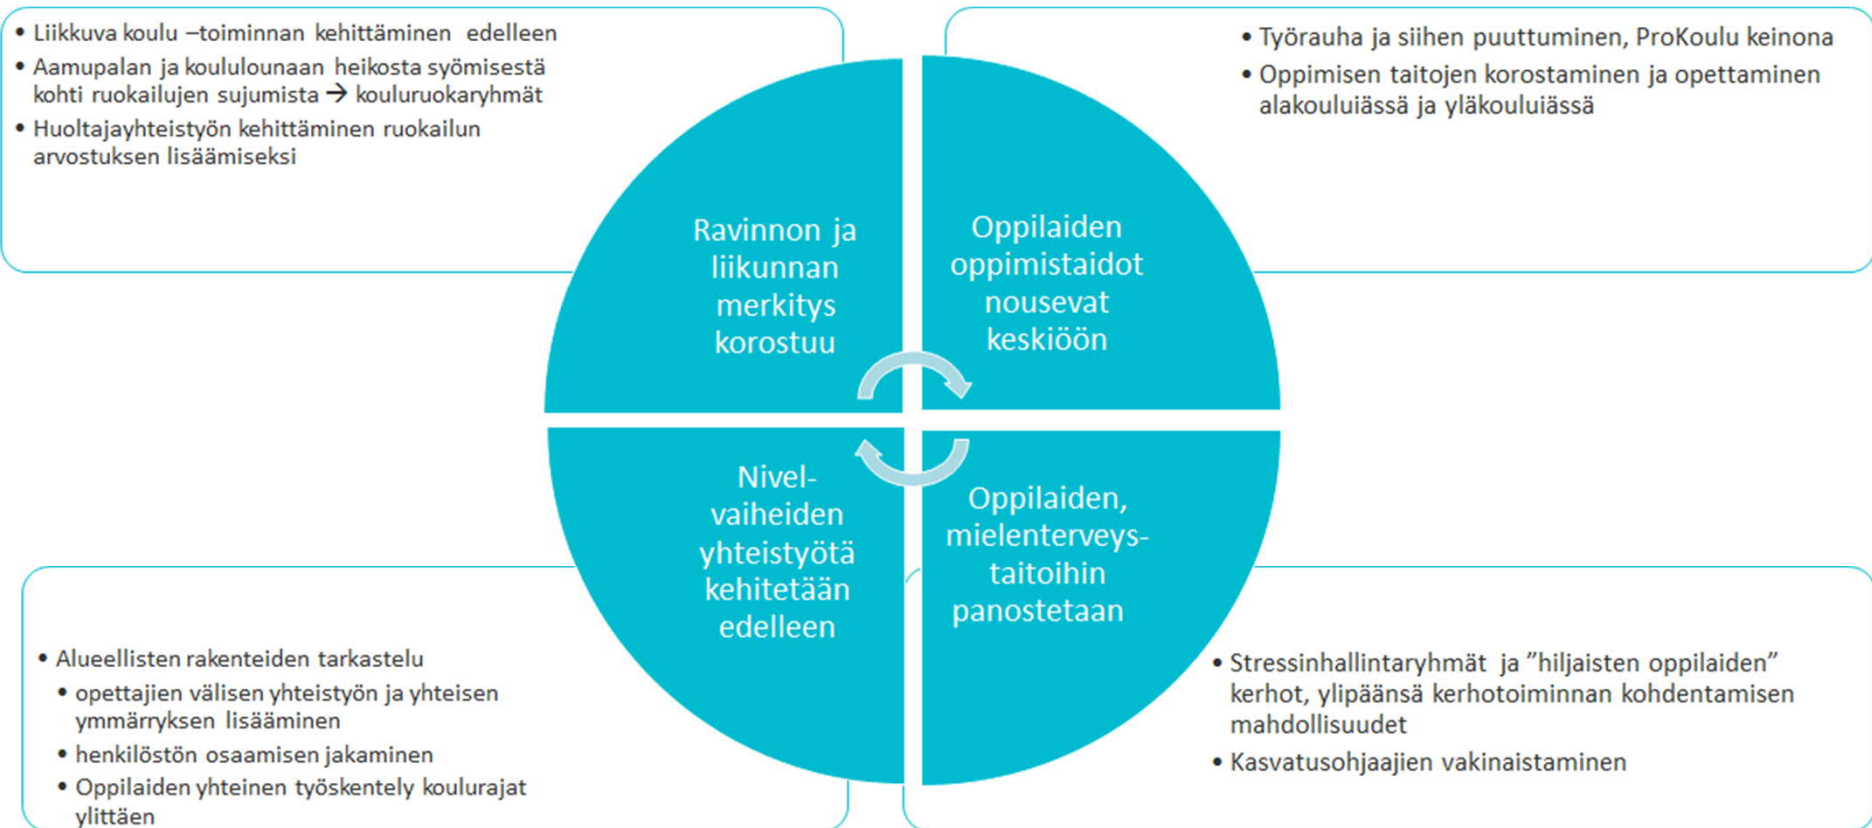 • Liikkuva koulu –toiminnan kehittäminen edelleen
• Aamupalan ja koululounaan heikosta syömisestä
kohti ruokailujen sujumista → kouluruokaryhmät
• Huoltajayhteistyön kehittäminen ruokailun
arvostuksen lisäämiseksi
• Työrauha ja siihen puuttuminen, ProKoulu keinona
• Oppimisen taitojen korostaminen ja opettaminen
alakouluiässä ja yläkouluiässä
Ravinnon ja
liikunnan
merkitys
korostuu
Oppilaiden
oppimistaidot
nousevat
keskiöön
Nivel-
vaiheiden
yhteistyötä
kehitetään
edelleen
Oppilaiden,
mielenterveys-
taitoihin
panostetaan
• Alueellisten rakenteiden tarkastelu
• opettajien välisen yhteistyön ja yhteisen
ymmärryksen lisääminen
• henkilöstön osaamisen jakaminen
• Oppilaiden yhteinen työskentely koulurajat
ylittäen
• Stressinhallintaryhmät ja ”hiljaisten oppilaiden”
kerhot, ylipäänsä kerhotoiminnan kohdentamisen
mahdollisuudet
• Kasvatusohjaajien vakinaistaminen